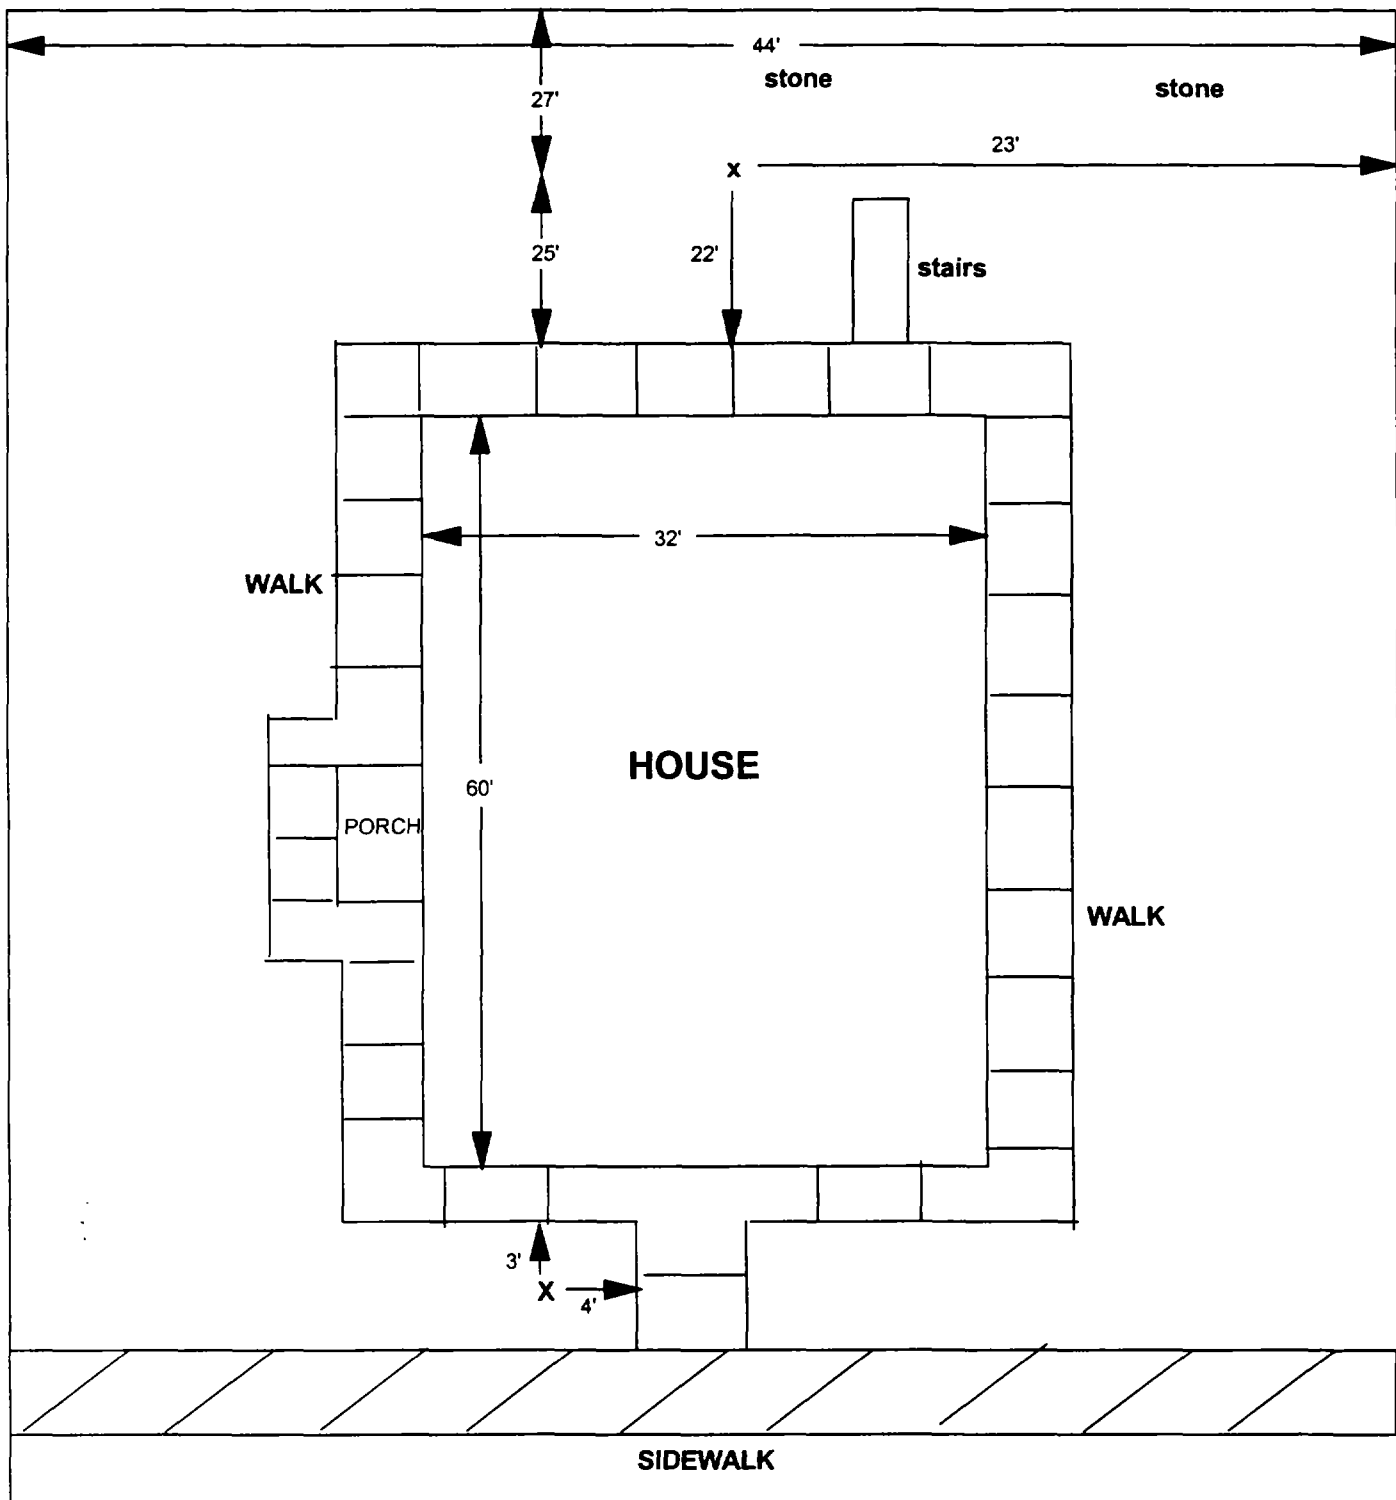 44'
stone
stone
27'
23'
x
25'
22'
stairs
32'
WALK
HOUSE
60'
PORCH
WALK
3'
X
4'
SIDEWALK